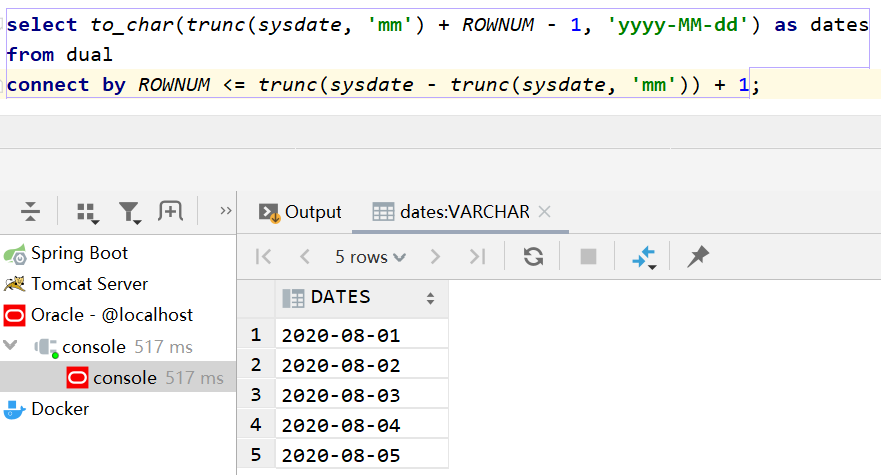 select to_char(trunc(sysdate, 'mm') + ROWNUM - 1, 'yyyy-MM-dd') as dates
from dual
connect by ROWNUM <= trunc(sysdate - trunc(sysdate, 'mm')) + 1;
Output
dates:VARCHAR
5 rows
Spring Boot
Tomcat Server
Oracle - @localhost
console 517 ms
console 517 ms
Docker
DATES
1 2020-08-01
2 2020-08-02
3 2020-08-03
4 2020-08-04
5 2020-08-05